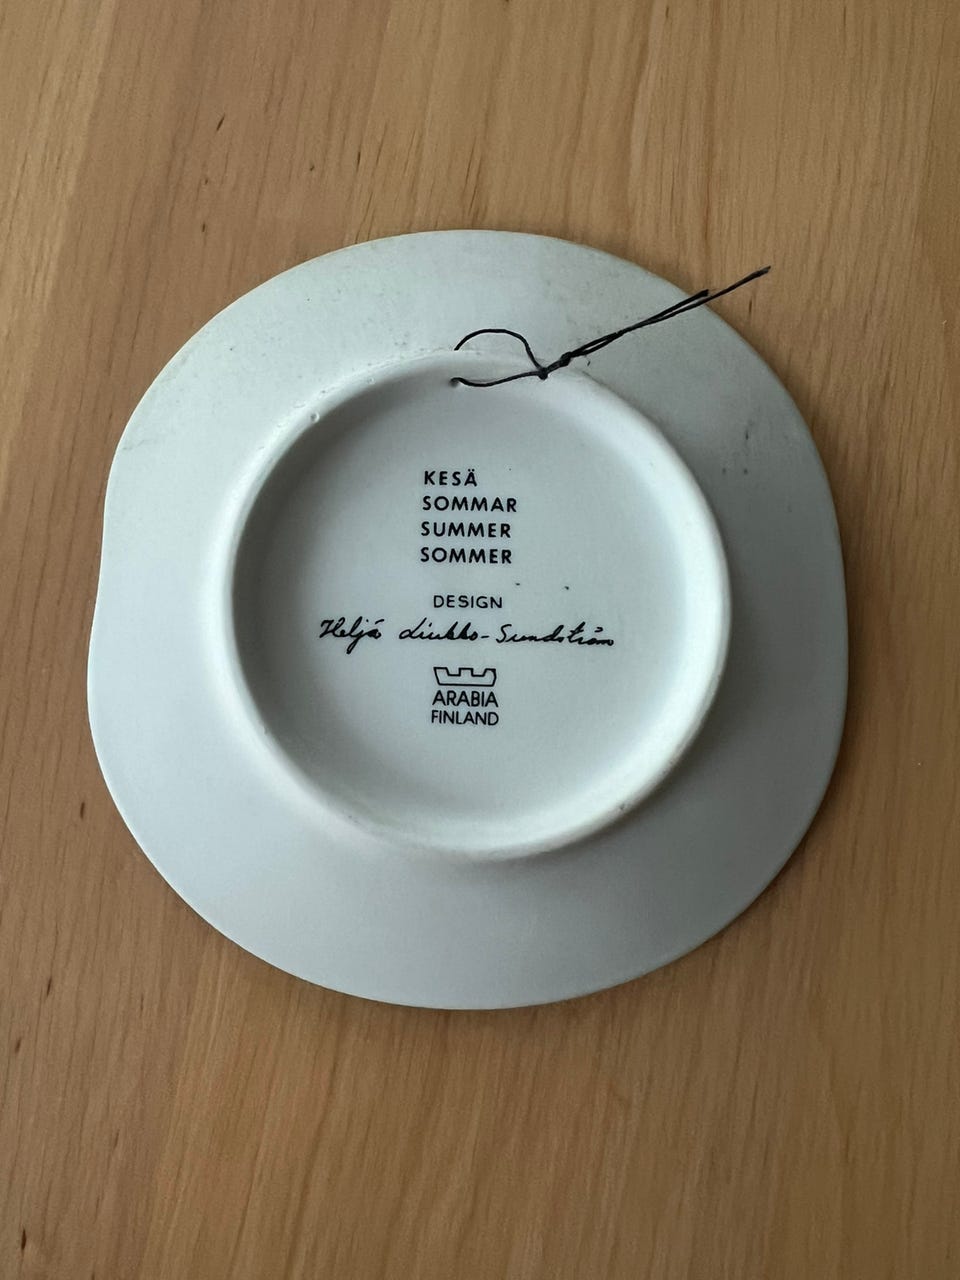 KESÄ
SOMMAR
SUMMER
SOMMER
DESIGN
Heljä Liukko-Sundström
ARABIA
FINLAND